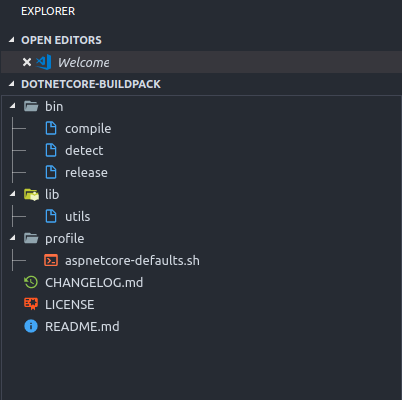 EXPLORER
OPEN EDITORS
Welcome
DOTNETCORE-BUILDPACK
bin
compile
detect
release
lib
utils
profile
aspnetcore-defaults.sh
CHANGELOG.md
LICENSE
README.md